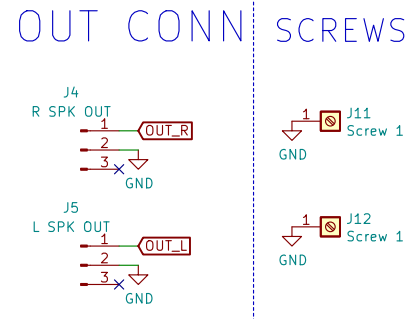 OUT CONN
SCREWS
J4
R SPK OUT
1
OUT_R
2
3
GND
J5
L SPK OUT
1
OUT_L
2
3
GND
1
J11
Screw 1
GND
1
J12
Screw 1
GND